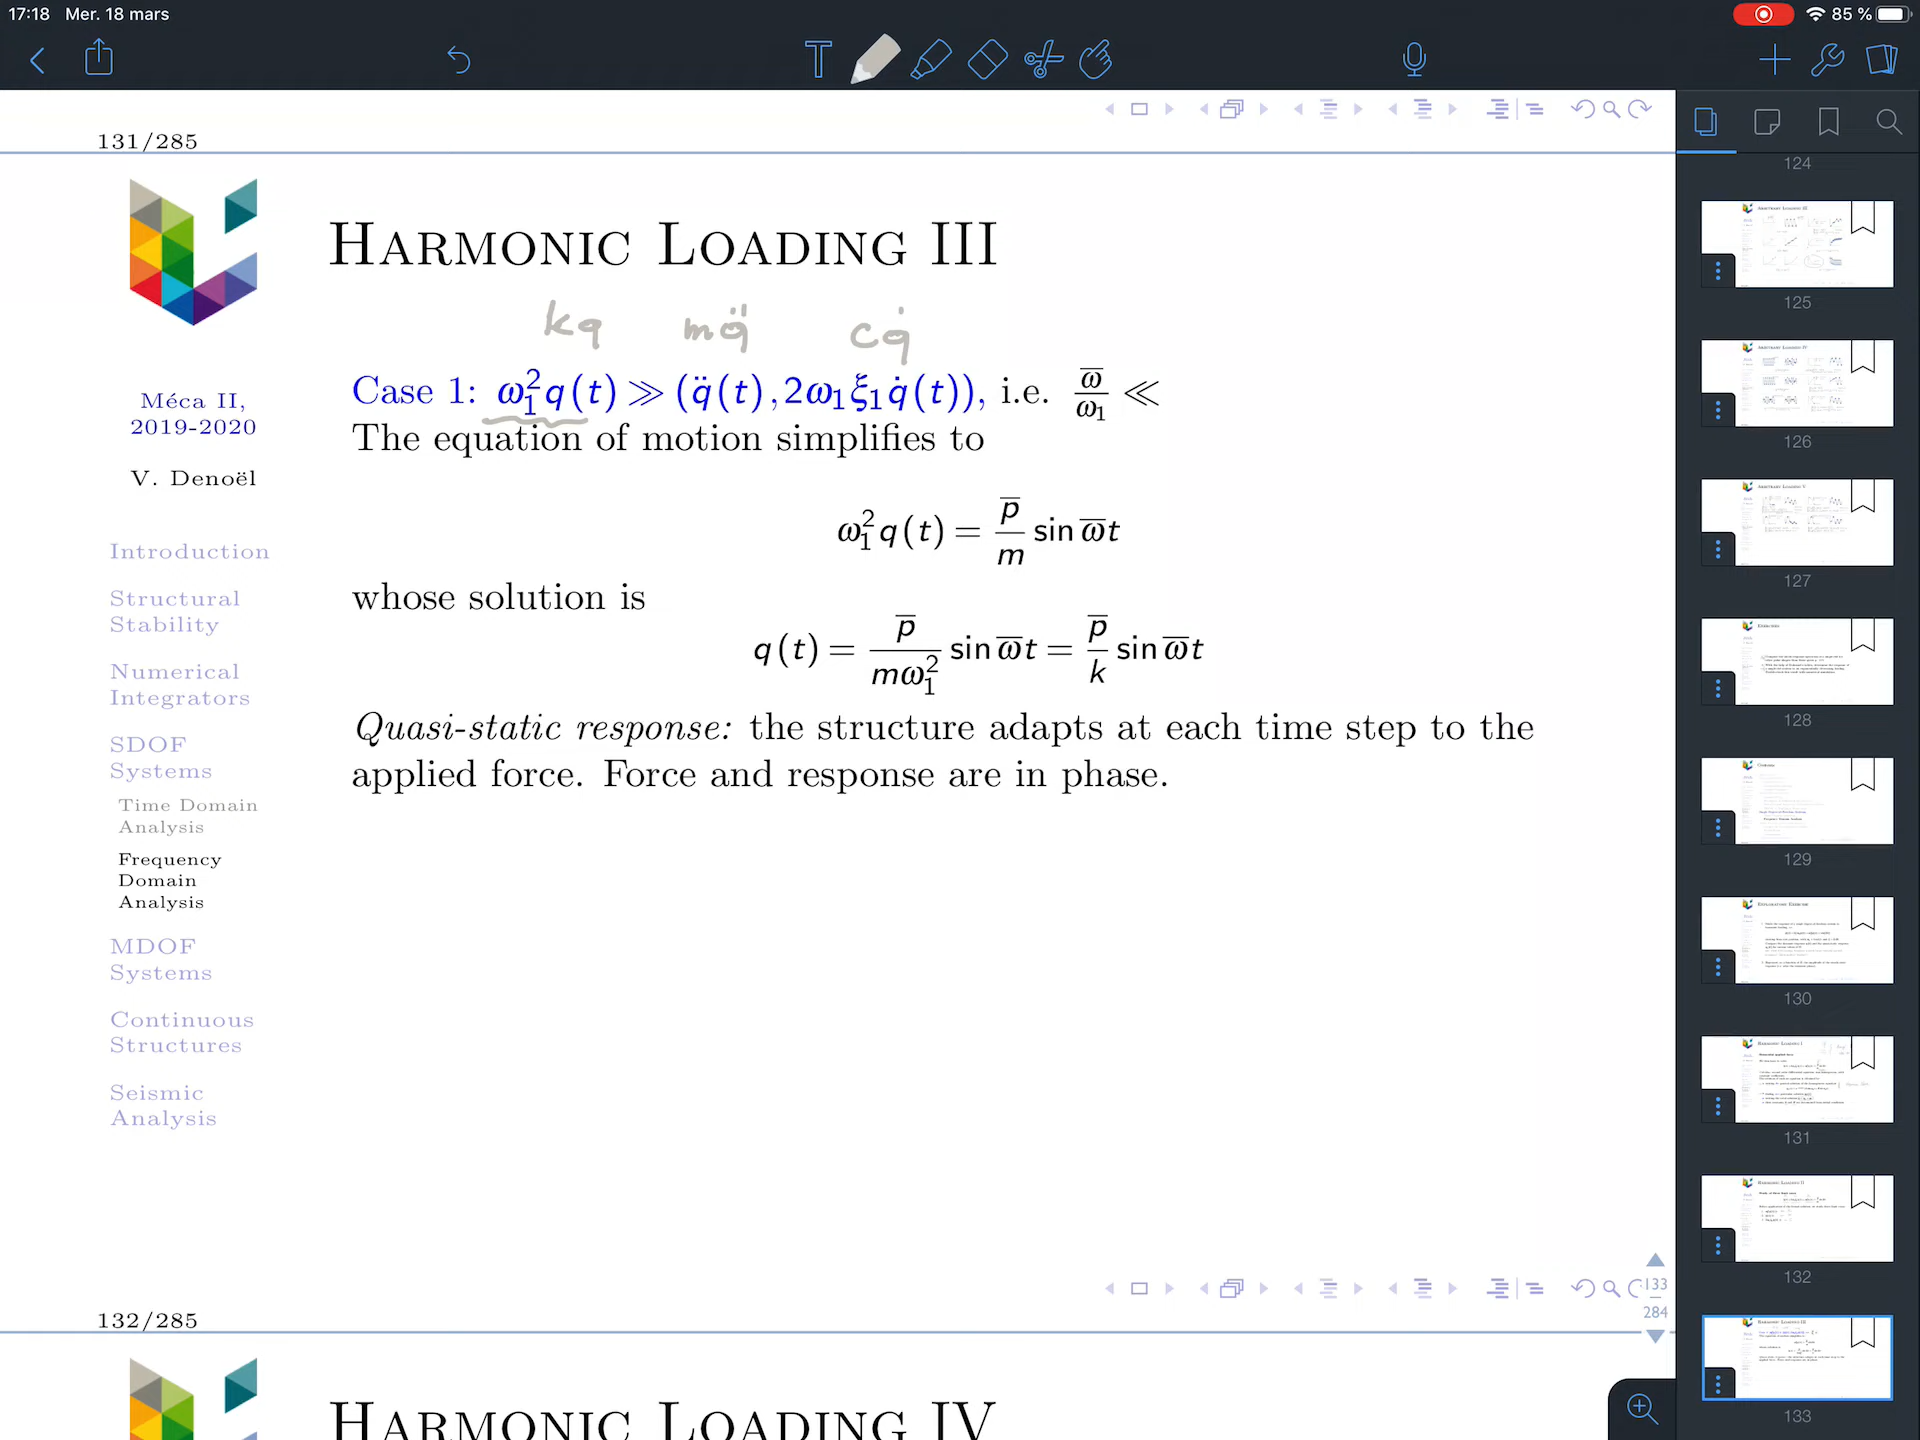 17:18 Mer. 18 mars
85 %
131/285
HARMONIC LOADING III
kq mq̈ cq̇
Case 1: ω₁²q(t) ≫ (q̈(t), 2ω₁ξ₁q̇(t)), i.e. ω̅/ω₁ ≪
The equation of motion simplifies to
ω₁²q(t) = p̅/m sin ω̅t
whose solution is
q(t) = p̅/(mω₁²) sin ω̅t = p̅/k sin ω̅t
Quasi-static response: the structure adapts at each time step to the
applied force. Force and response are in phase.
Méca II,
2019-2020
V. Denoël
Introduction
Structural
Stability
Numerical
Integrators
SDOF
Systems
Time Domain
Analysis
Frequency
Domain
Analysis
MDOF
Systems
Continuous
Structures
Seismic
Analysis
133
284
132/285
HARMONIC LOADING IV
124
125
126
127
128
129
130
131
132
133